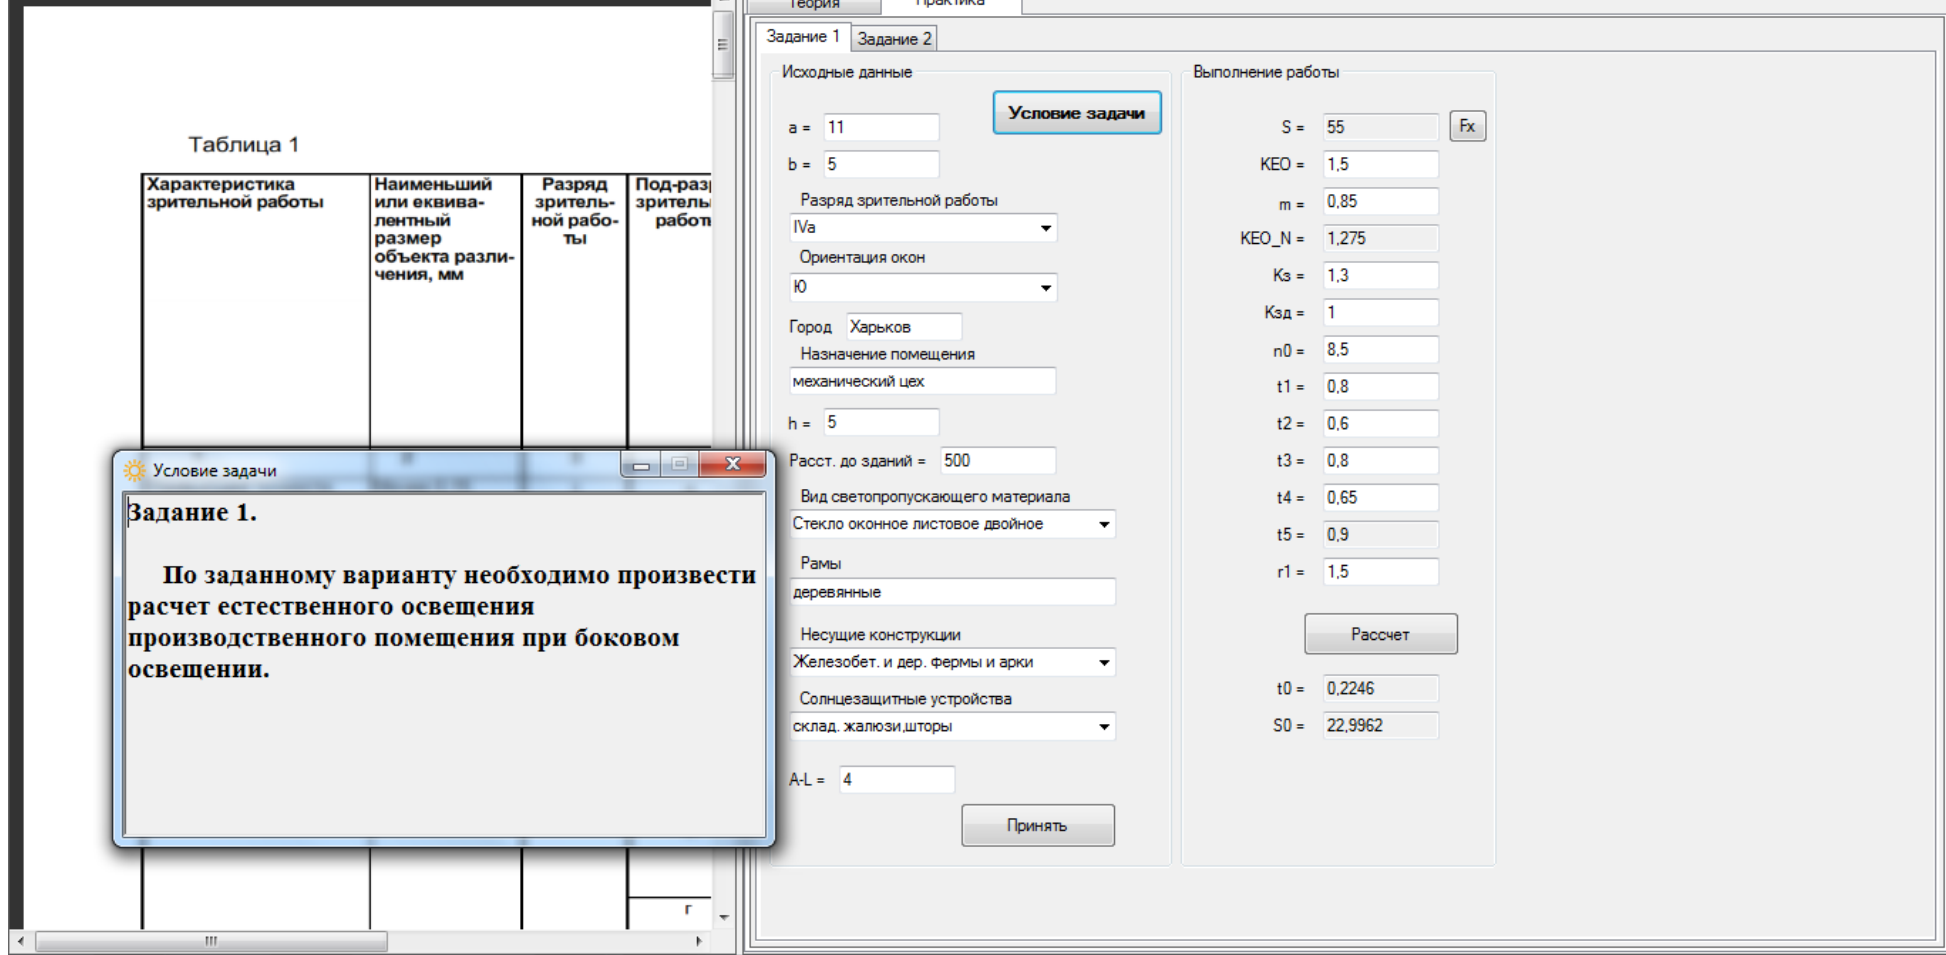 Теория
Практика
Задание 1
Задание 2
Таблица 1
Характеристика
зрительной работы
Наименьший
или еквива-
лентный
размер
объекта разли-
чения, мм
Разряд
зритель-
ной рабо-
ты
Под-раз
зритель
работ
г
Условие задачи
Задание 1.
По заданному варианту необходимо произвести
расчет естественного освещения
производственного помещения при боковом
освещении.
Исходные данные
Условие задачи
a = 11
b = 5
Разряд зрительной работы
IVа
Ориентация окон
Ю
Город Харьков
Назначение помещения
механический цех
h = 5
Расст. до зданий = 500
Вид светопропускающего материала
Стекло оконное листовое двойное
Рамы
деревянные
Несущие конструкции
Железобет. и дер. фермы и арки
Солнцезащитные устройства
склад. жалюзи,шторы
A-L = 4
Принять
Выполнение работы
S = 55 Fx
KEO = 1,5
m = 0,85
KEO_N = 1,275
Кз = 1,3
Кзд = 1
n0 = 8,5
t1 = 0,8
t2 = 0,6
t3 = 0,8
t4 = 0,65
t5 = 0,9
r1 = 1,5
Рассчет
t0 = 0,2246
S0 = 22,9962